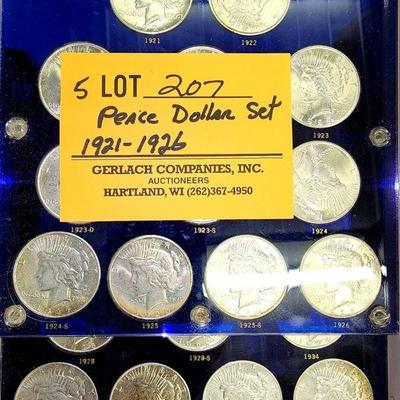 1921
1922
5 LOT 207
Peace Dollar Set
1921-1926
GERLACH COMPANIES, INC.
AUCTIONEERS
HARTLAND, WI (262)367-4950
1923
1923-D
1923-S
1924
1924-S
1925
1925-S
1926
1928
1928-S
1934